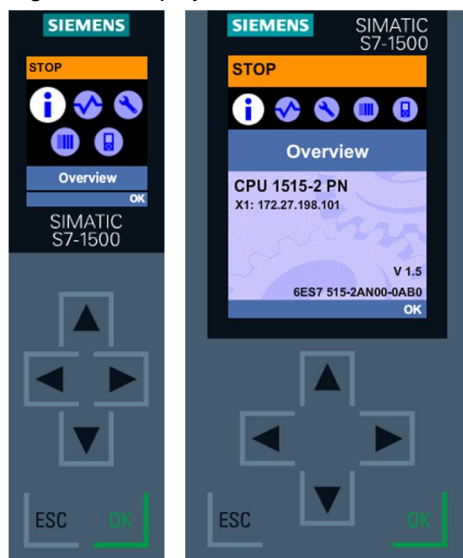 SIEMENS
STOP
Overview
OK
SIMATIC
S7-1500
ESC
OK
SIEMENS
SIMATIC
S7-1500
STOP
Overview
CPU 1515-2 PN
X1: 172.27.198.101
V 1.5
6ES7 515-2AN00-0AB0
OK
ESC
OK